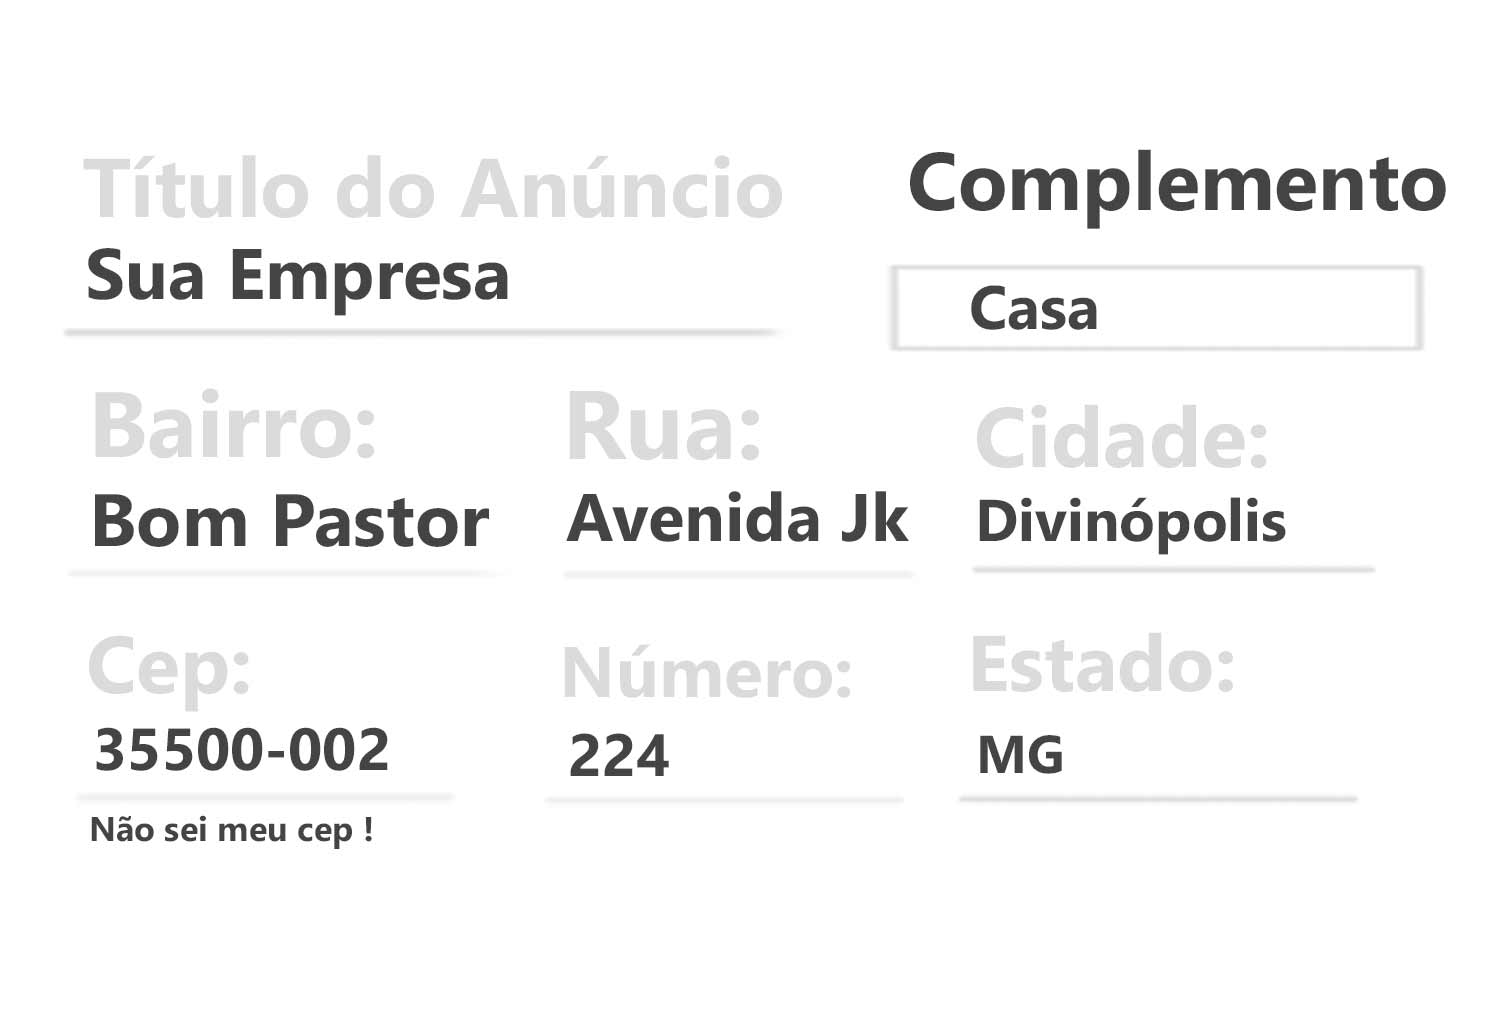 Título do Anúncio
Sua Empresa
Complemento
Casa
Bairro:
Bom Pastor
Rua:
Avenida Jk
Cidade:
Divinópolis
Cep:
35500-002
Não sei meu cep !
Número:
224
Estado:
MG